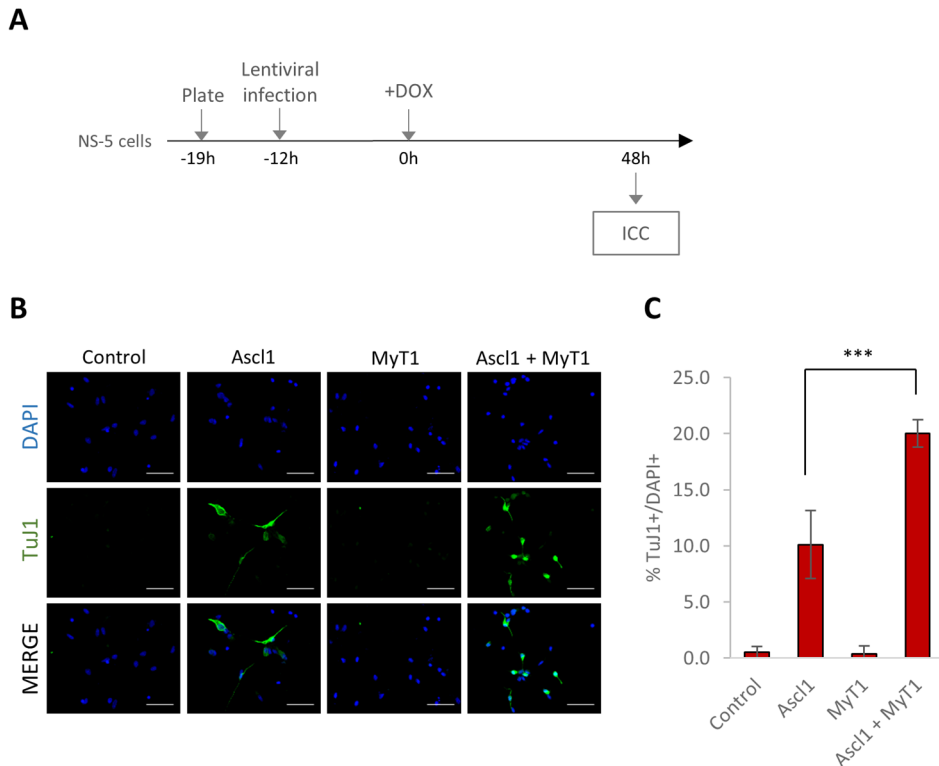 A
Lentiviral
infection
Plate
+DOX
NS-5 cells
-19h
-12h
0h
48h
ICC
B
Control
Ascl1
MyT1
Ascl1 + MyT1
DAPI
TuJ1
MERGE
C
***
% TuJ1+/DAPI+
25.0
20.0
15.0
10.0
5.0
0.0
Control
Ascl1
MyT1
Ascl1 + MyT1